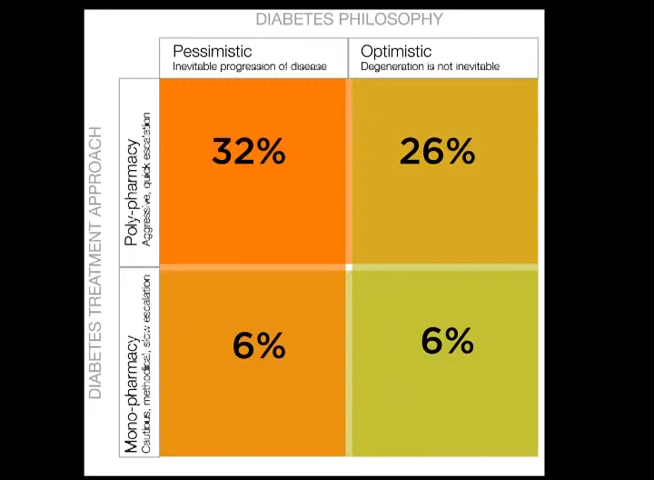 DIABETES PHILOSOPHY
Pessimistic
Inevitable progression of disease
Optimistic
Degeneration is not inevitable
DIABETES TREATMENT APPROACH
Poly-pharmacy
Aggressive, quick escalation
32%
26%
Mono-pharmacy
Cautious, methodical, slow escalation
6%
6%